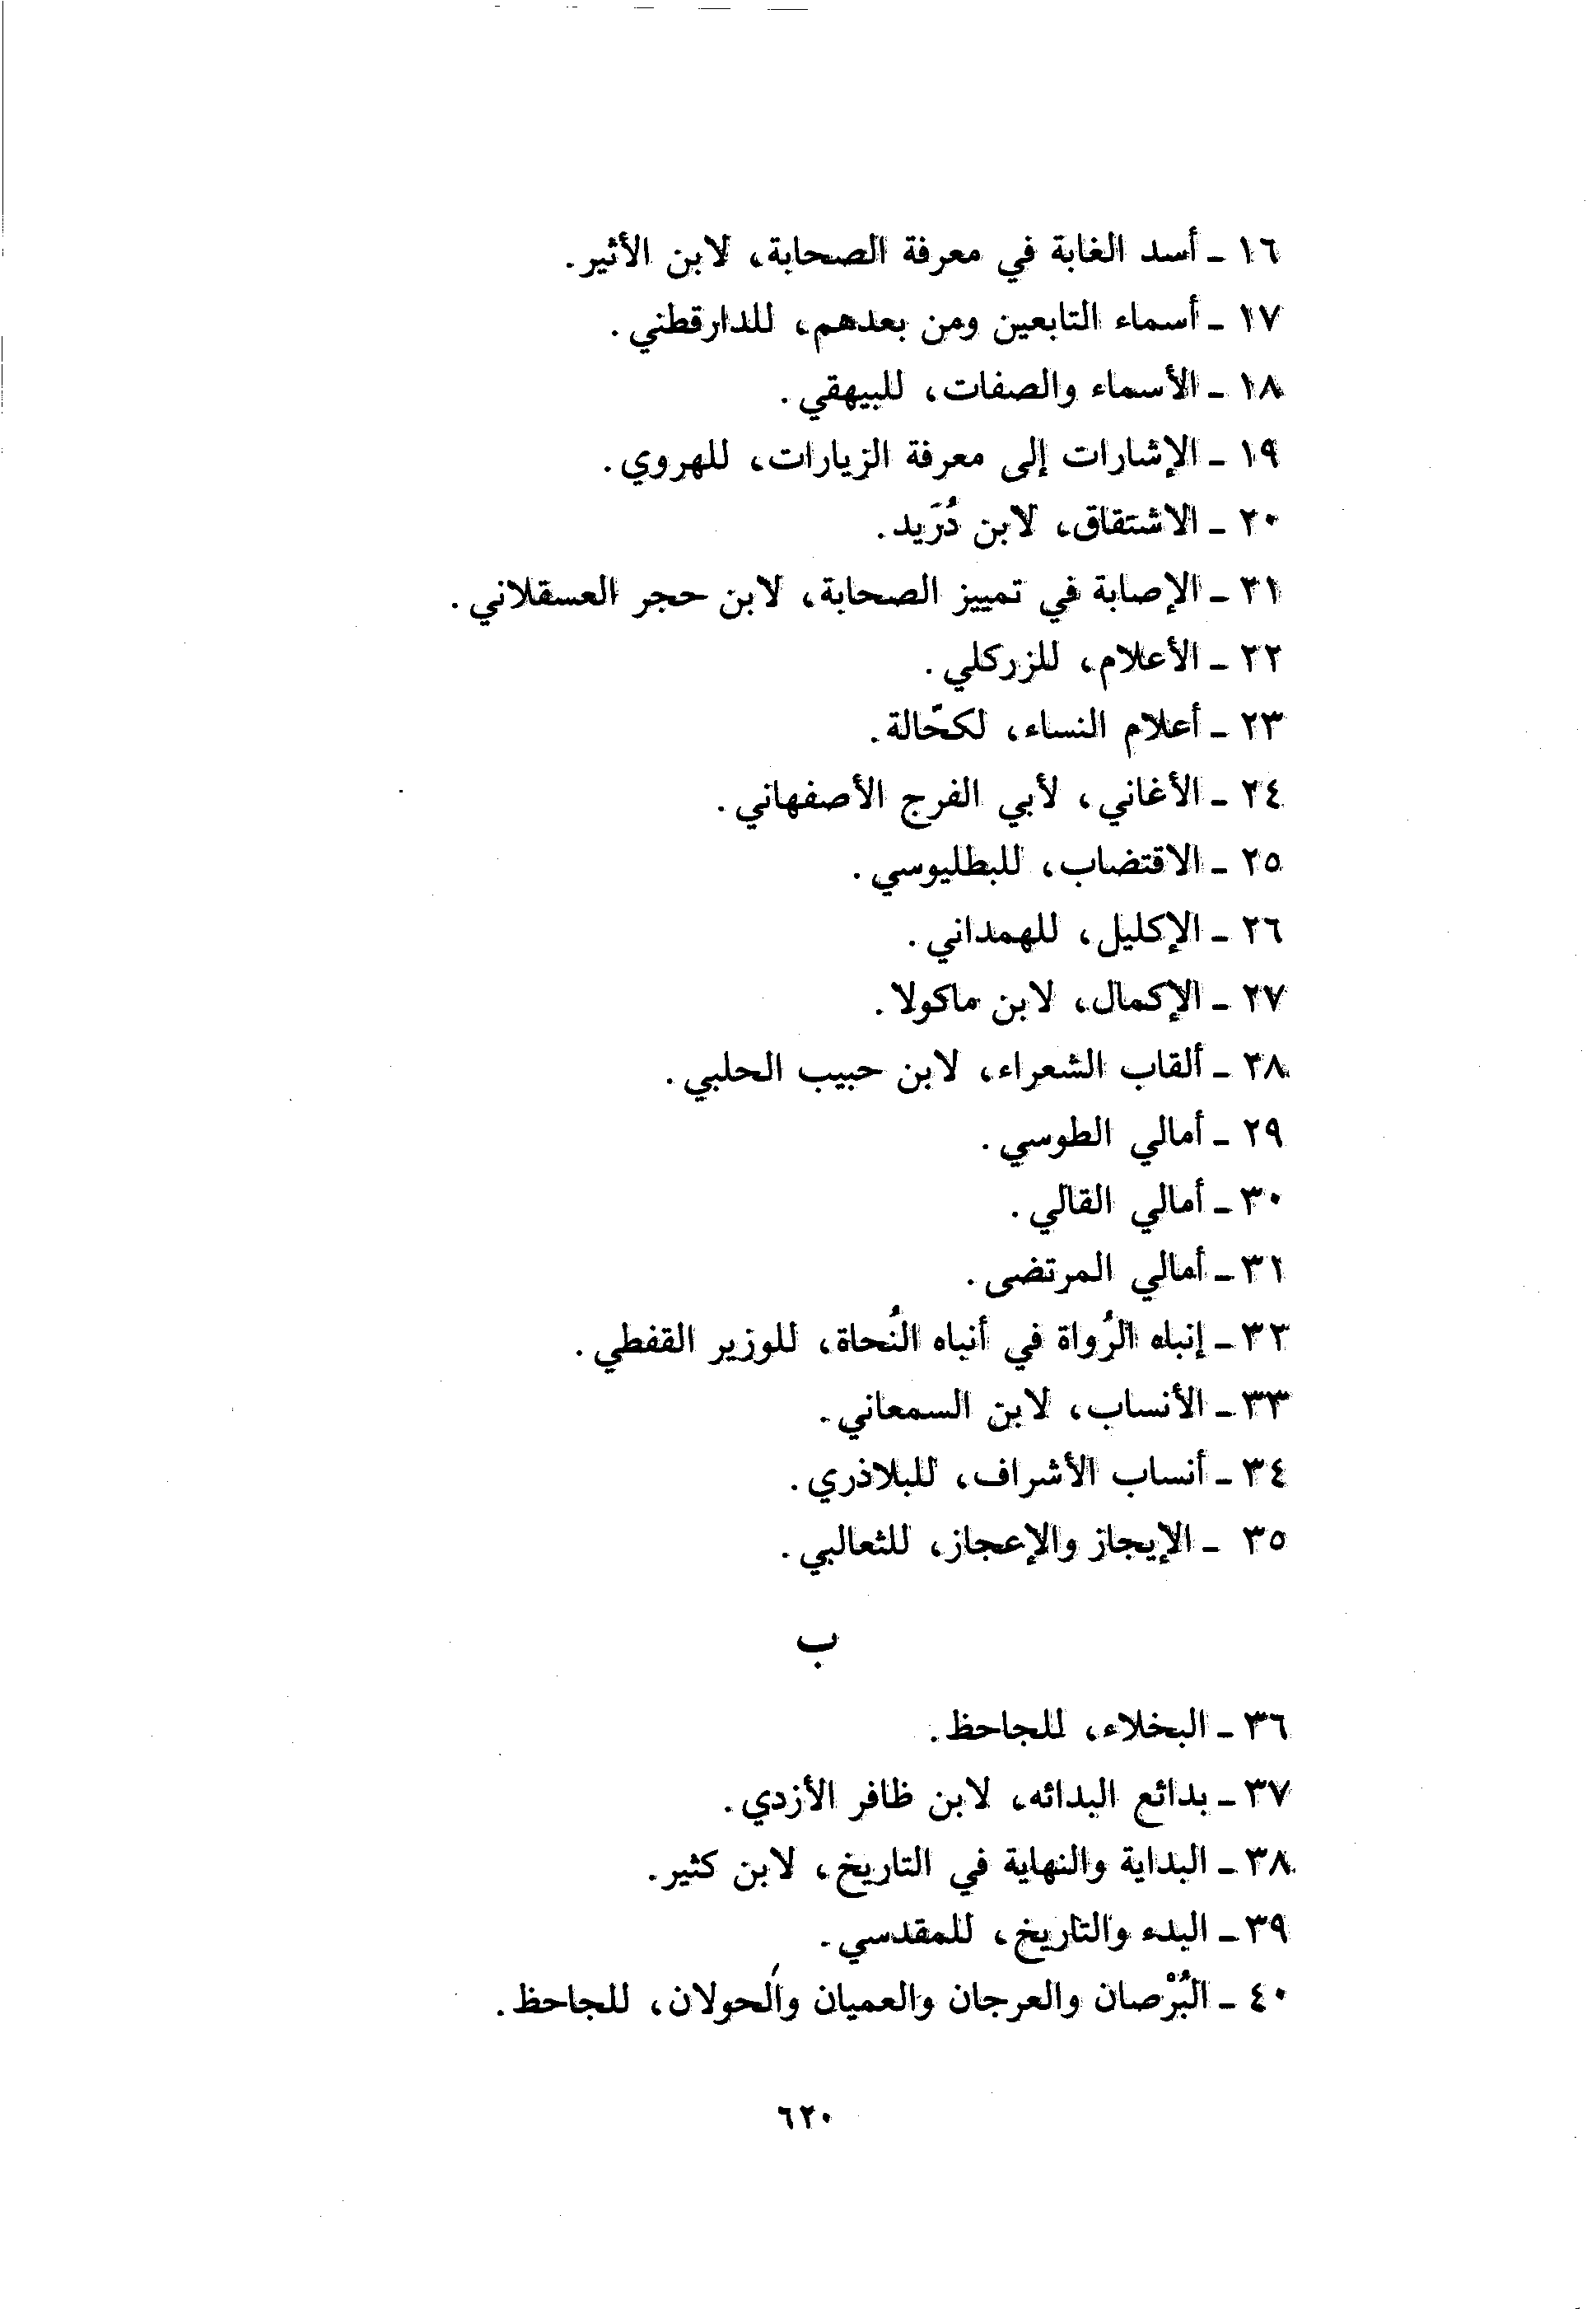 ١٦ ـ أسد الغابة في معرفة الصحابة، لابن الأثير.
١٧ ـ أسماء التابعين ومن بعدهم، للدارقطني.
١٨ ـ الأسماء والصفات، للبيهقي.
١٩ ـ الإشارات إلى معرفة الزيارات، للهروي.
٢٠ ـ الاشتقاق، لابن دُرَيد.
٢١ ـ الإصابة في تمييز الصحابة، لابن حجر العسقلاني.
٢٢ ـ الأعلام، للزركلي.
٢٣ ـ أعلام النساء، لكحّالة.
٢٤ ـ الأغاني، لأبي الفرج الأصفهاني.
٢٥ ـ الاقتضاب، للبطليوسي.
٢٦ ـ الإكليل، للهمداني.
٢٧ ـ الإكمال، لابن ماكولا.
٢٨ ـ ألقاب الشعراء، لابن حبيب الحلبي.
٢٩ ـ أمالي الطوسي.
٣٠ ـ أمالي القالي.
٣١ ـ أمالي المرتضى.
٣٢ ـ إنباه الرُواة في أنباه النُحاة، للوزير القفطي.
٣٣ ـ الأنساب، لابن السمعاني.
٣٤ ـ أنساب الأشراف، للبلاذري.
٣٥ ـ الإيجاز والإعجاز، للثعالبي.
ب
٣٦ ـ البخلاء، للجاحظ.
٣٧ ـ بدائع البدائه، لابن ظافر الأزدي.
٣٨ ـ البداية والنهاية في التاريخ، لابن كثير.
٣٩ ـ البدء والتاريخ، للمقدسي.
٤٠ ـ البُرْصان والعرجان والعميان والحولان، للجاحظ.
٦٢٠